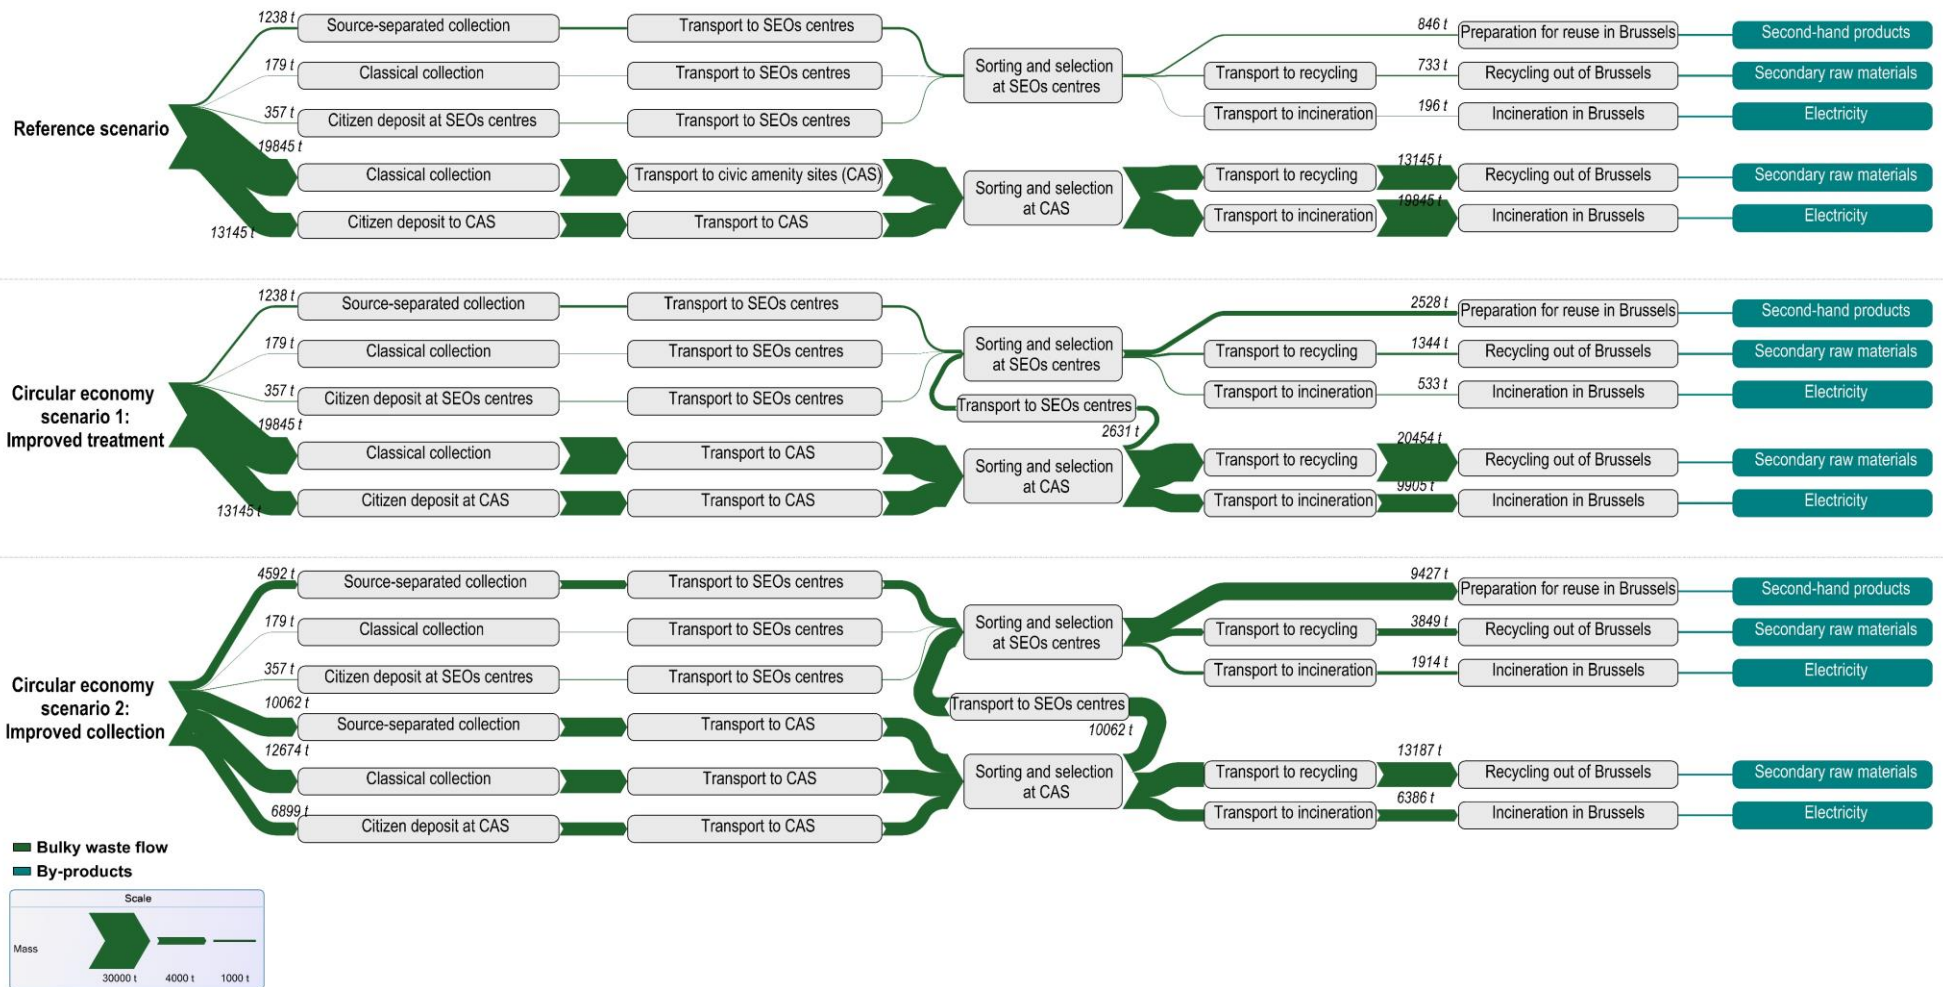 Reference scenario
1238 t
Source-separated collection
Transport to SEOs centres
179 t
Classical collection
Transport to SEOs centres
357 t
Citizen deposit at SEOs centres
Transport to SEOs centres
19845 t
Classical collection
Transport to civic amenity sites (CAS)
13145 t
Citizen deposit to CAS
Transport to CAS
Sorting and selection
at SEOs centres
Sorting and selection
at CAS
846 t
Preparation for reuse in Brussels
Second-hand products
Transport to recycling
733 t
Recycling out of Brussels
Secondary raw materials
Transport to incineration
196 t
Incineration in Brussels
Electricity
Transport to recycling
13145 t
Recycling out of Brussels
Secondary raw materials
Transport to incineration
19845 t
Incineration in Brussels
Electricity
Circular economy
scenario 1:
Improved treatment
1238 t
Source-separated collection
Transport to SEOs centres
179 t
Classical collection
Transport to SEOs centres
357 t
Citizen deposit at SEOs centres
Transport to SEOs centres
19845 t
Classical collection
Transport to CAS
13145 t
Citizen deposit at CAS
Transport to CAS
Sorting and selection
at SEOs centres
Transport to SEOs centres
2631 t
Sorting and selection
at CAS
2528 t
Preparation for reuse in Brussels
Second-hand products
Transport to recycling
1344 t
Recycling out of Brussels
Secondary raw materials
Transport to incineration
533 t
Incineration in Brussels
Electricity
Transport to recycling
20454 t
Recycling out of Brussels
Secondary raw materials
Transport to incineration
9905 t
Incineration in Brussels
Electricity
Circular economy
scenario 2:
Improved collection
4592 t
Source-separated collection
Transport to SEOs centres
179 t
Classical collection
Transport to SEOs centres
357 t
Citizen deposit at SEOs centres
Transport to SEOs centres
10062 t
Source-separated collection
Transport to CAS
12674 t
Classical collection
Transport to CAS
6899 t
Citizen deposit at CAS
Transport to CAS
Sorting and selection
at SEOs centres
Transport to SEOs centres
10062 t
Sorting and selection
at CAS
9427 t
Preparation for reuse in Brussels
Second-hand products
Transport to recycling
3849 t
Recycling out of Brussels
Secondary raw materials
Transport to incineration
1914 t
Incineration in Brussels
Electricity
Transport to recycling
13187 t
Recycling out of Brussels
Secondary raw materials
Transport to incineration
6386 t
Incineration in Brussels
Electricity
Bulky waste flow
By-products
Scale
Mass
30000 t
4000 t
1000 t